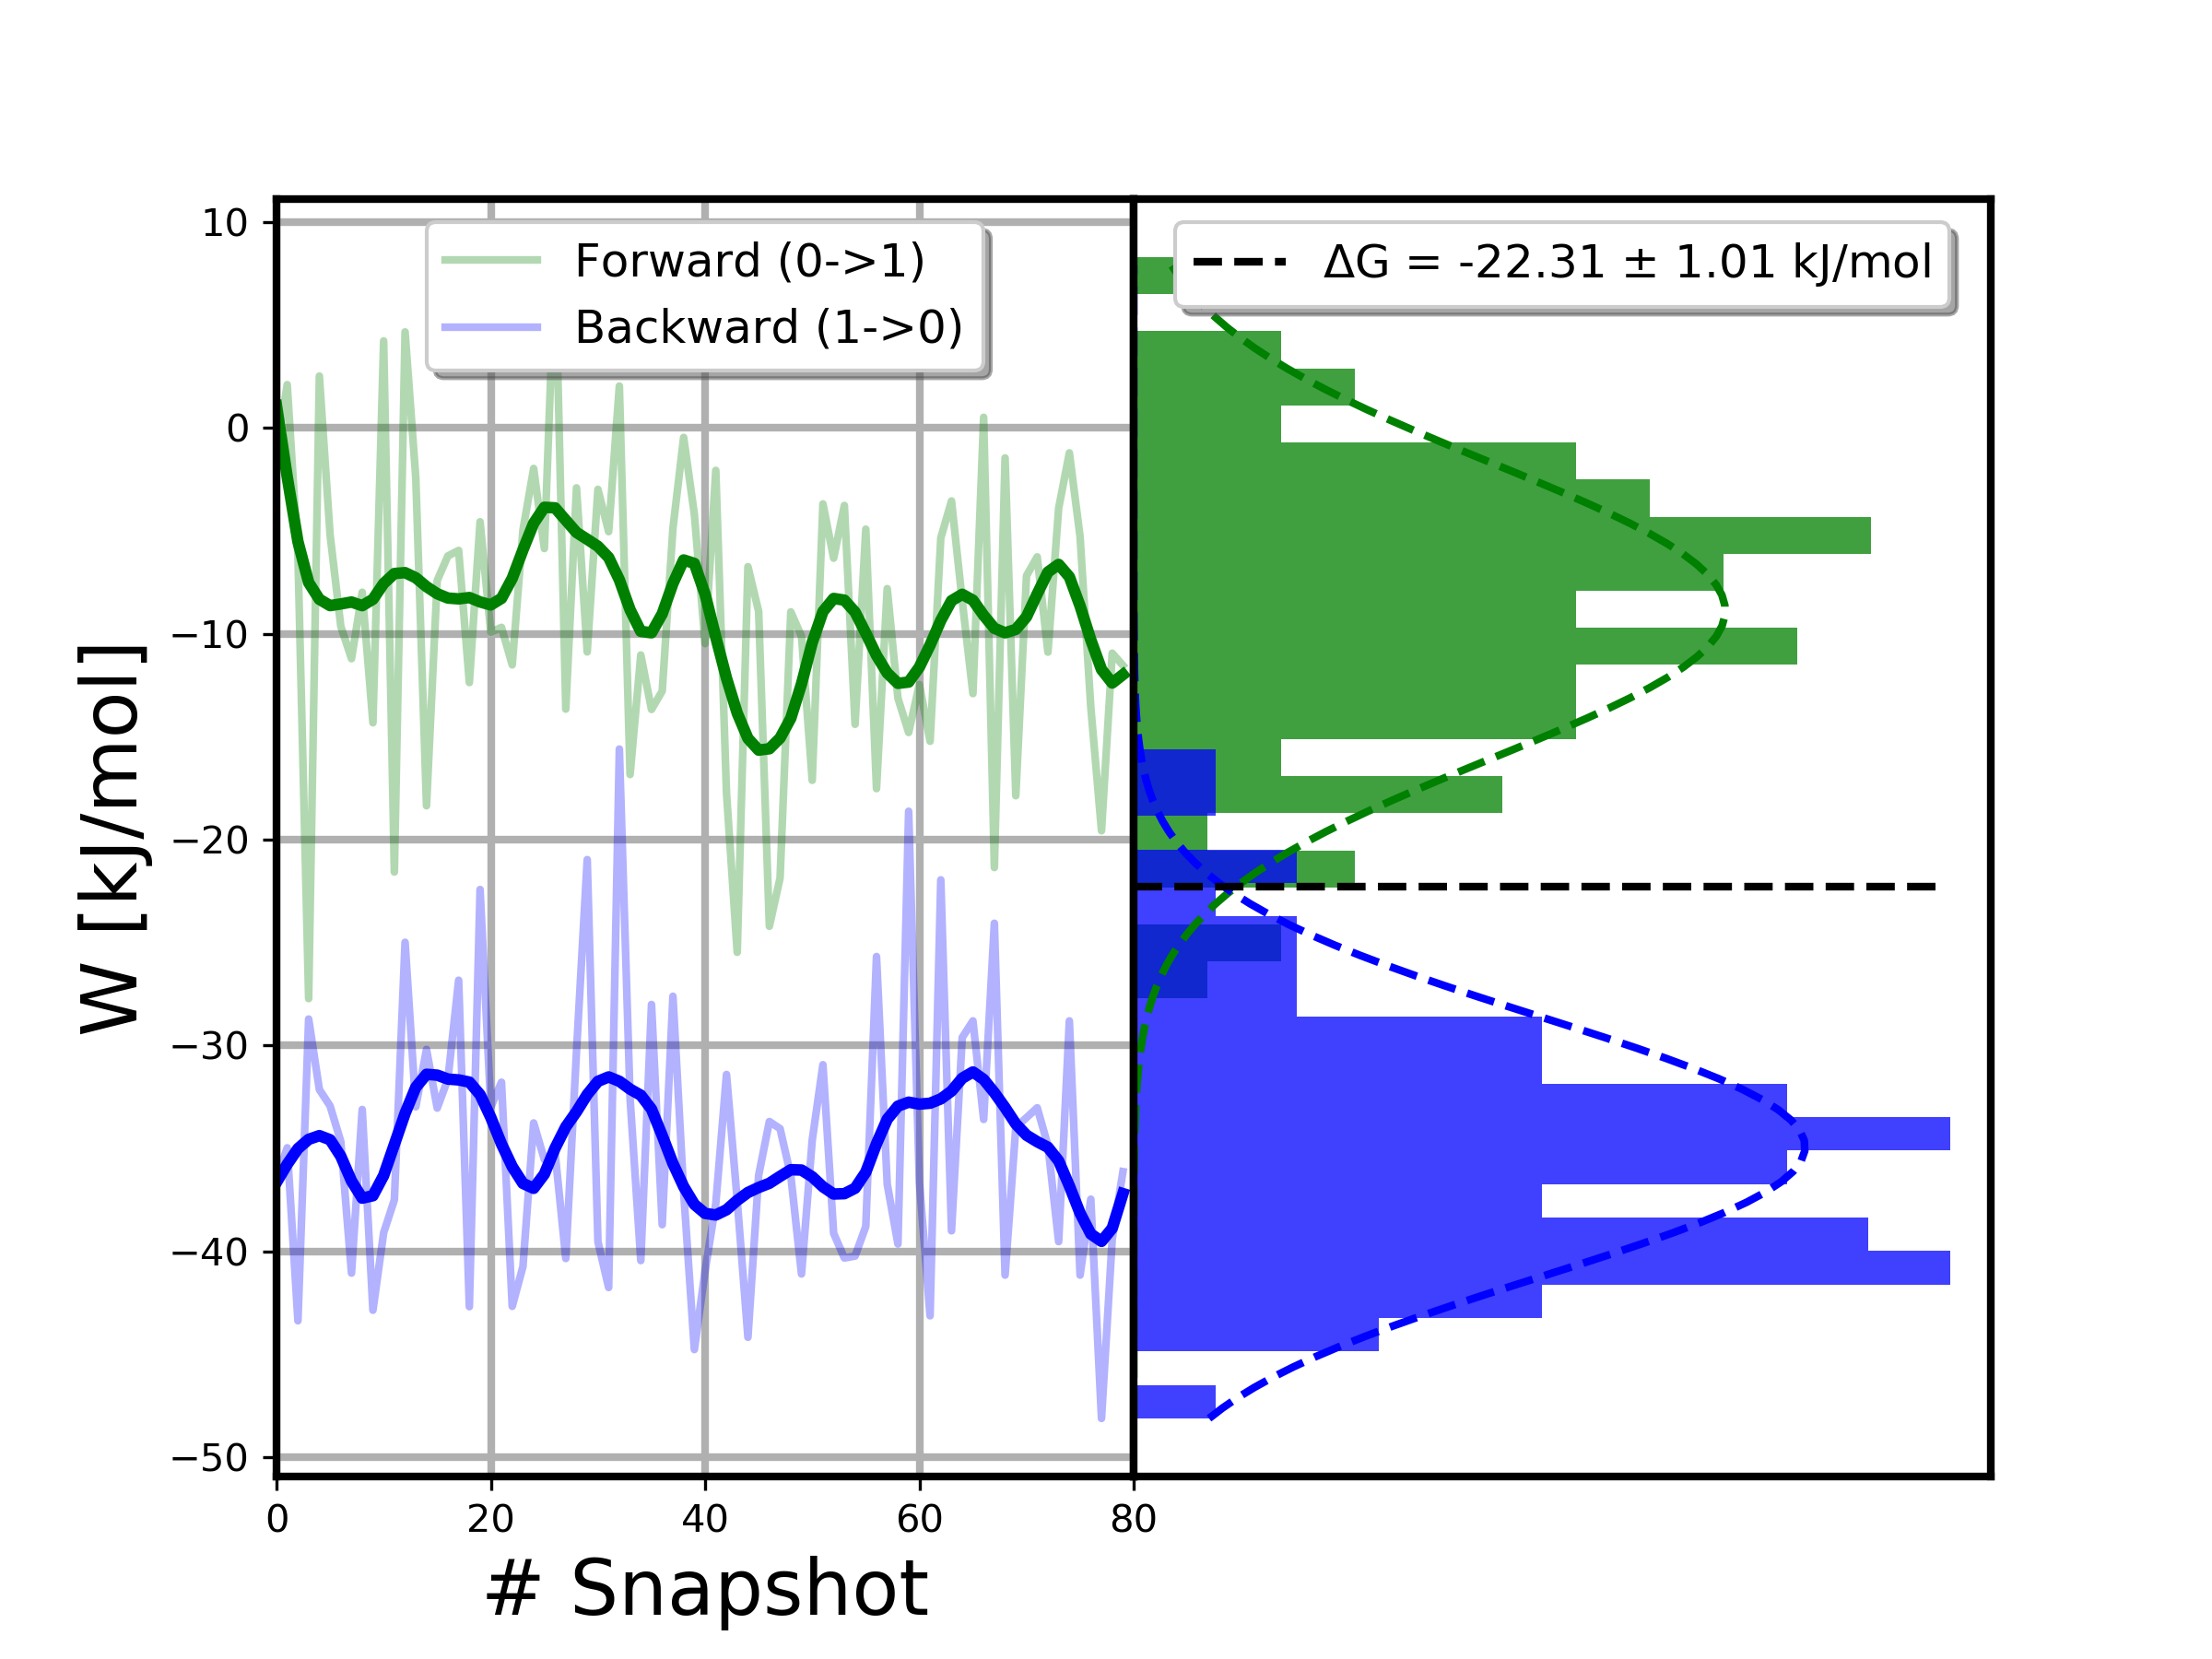 Forward (0->1)
Backward (1->0)
ΔG = -22.31 ± 1.01 kJ/mol
10
0
−10
−20
−30
−40
−50
W [kJ/mol]
0 20 40 60 80
# Snapshot